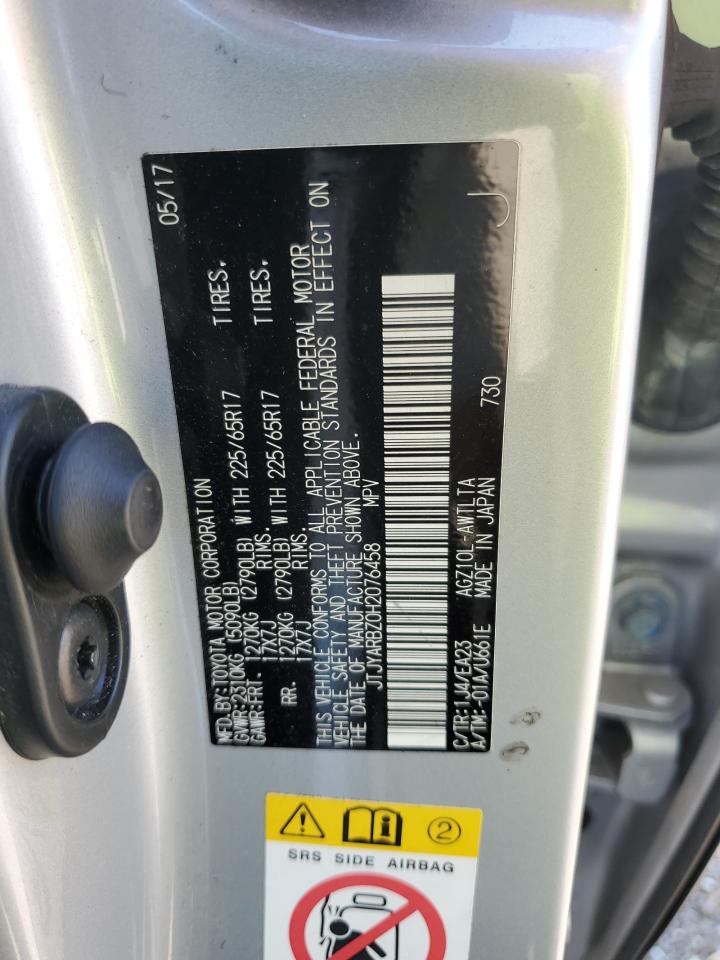 MFD.BY:TOYOTA MOTOR CORPORATION 05/17
GVWR:2310KG (5090LB)
GAWR:FRT. 1270KG (2790LB) WITH 225/65R17 TIRES,
17X7J RIMS.
RR. 1270KG (2790LB) WITH 225/65R17 TIRES,
17X7J RIMS.
THIS VEHICLE CONFORMS TO ALL APPLICABLE FEDERAL MOTOR
VEHICLE SAFETY AND THEFT PREVENTION STANDARDS IN EFFECT ON
THE DATE OF MANUFACTURE SHOWN ABOVE.
JTJYARBZ0H2076458 MPV
C/TR:1J4/EA23 AGZ10L-AWTLTA 730
A/TM:-01A/U661E MADE IN JAPAN
J
2
SRS SIDE AIRBAG